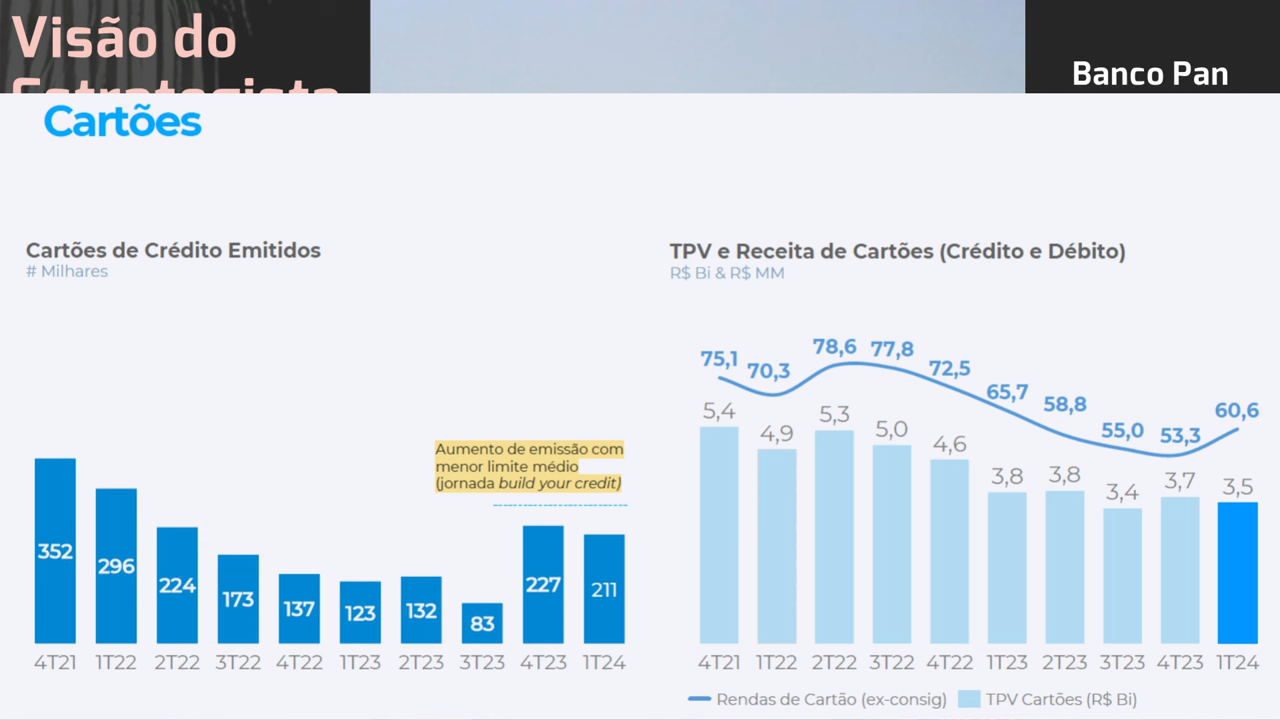 Visão do
Estrategista
Banco Pan
Cartões
Cartões de Crédito Emitidos
# Milhares
Aumento de emissão com
menor limite médio
(jornada build your credit)
352
296
224
173
137
123
132
83
227
211
4T21 1T22 2T22 3T22 4T22 1T23 2T23 3T23 4T23 1T24
TPV e Receita de Cartões (Crédito e Débito)
R$ Bi & R$ MM
75,1 70,3 78,6 77,8 72,5 65,7 58,8 55,0 53,3 60,6
5,4 4,9 5,3 5,0 4,6 3,8 3,8 3,4 3,7 3,5
4T21 1T22 2T22 3T22 4T22 1T23 2T23 3T23 4T23 1T24
Rendas de Cartão (ex-consig) TPV Cartões (R$ Bi)